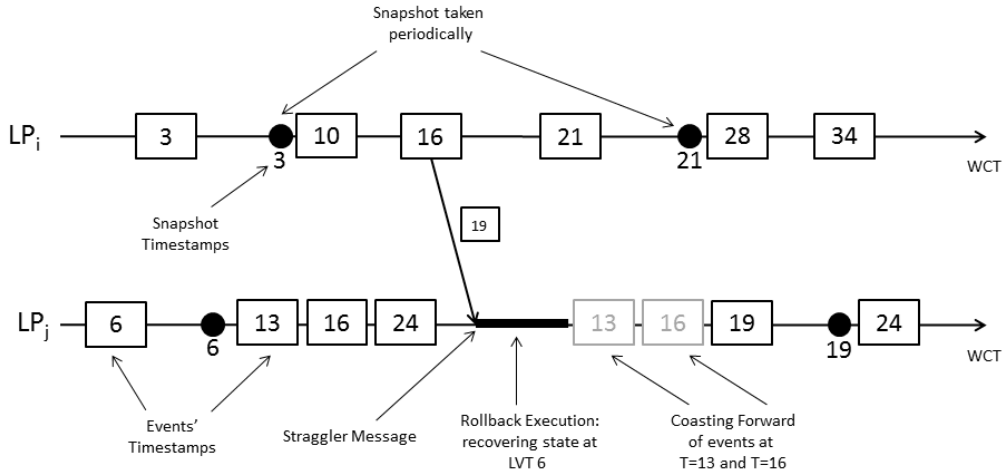 Snapshot taken
periodically
LPi 3 10 16 21 28 34
3 21
WCT
Snapshot
Timestamps
19
LPj 6 13 16 24 13 16 19 24
6 19
WCT
Events’
Timestamps
Straggler Message
Rollback Execution:
recovering state at
LVT 6
Coasting Forward
of events at
T=13 and T=16